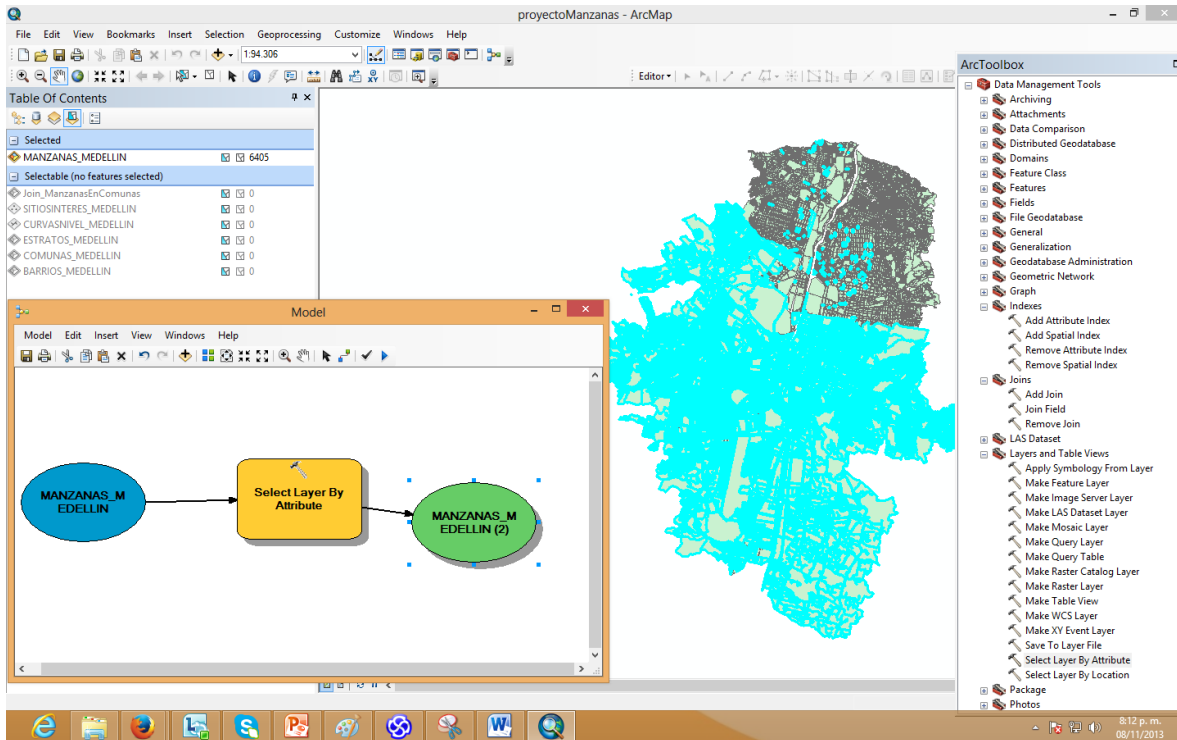 proyectoManzanas - ArcMap
File Edit View Bookmarks Insert Selection Geoprocessing Customize Windows Help
1:94.306
Editor
Table Of Contents
Selected
MANZANAS_MEDELLIN 6405
Selectable (no features selected)
Join_ManzanasEnComunas 0
SITIOSINTERES_MEDELLIN 0
CURVASNIVEL_MEDELLIN 0
ESTRATOS_MEDELLIN 0
COMUNAS_MEDELLIN 0
BARRIOS_MEDELLIN 0
Model
Model Edit Insert View Windows Help
MANZANAS_M
EDELLIN
Select Layer By
Attribute
MANZANAS_M
EDELLIN (2)
ArcToolbox
Data Management Tools
Archiving
Attachments
Data Comparison
Distributed Geodatabase
Domains
Feature Class
Features
Fields
File Geodatabase
General
Generalization
Geodatabase Administration
Geometric Network
Graph
Indexes
Add Attribute Index
Add Spatial Index
Remove Attribute Index
Remove Spatial Index
Joins
Add Join
Join Field
Remove Join
LAS Dataset
Layers and Table Views
Apply Symbology From Layer
Make Feature Layer
Make Image Server Layer
Make LAS Dataset Layer
Make Mosaic Layer
Make Query Layer
Make Query Table
Make Raster Catalog Layer
Make Raster Layer
Make Table View
Make WCS Layer
Make XY Event Layer
Save To Layer File
Select Layer By Attribute
Select Layer By Location
Package
Photos
8:12 p. m.
08/11/2013